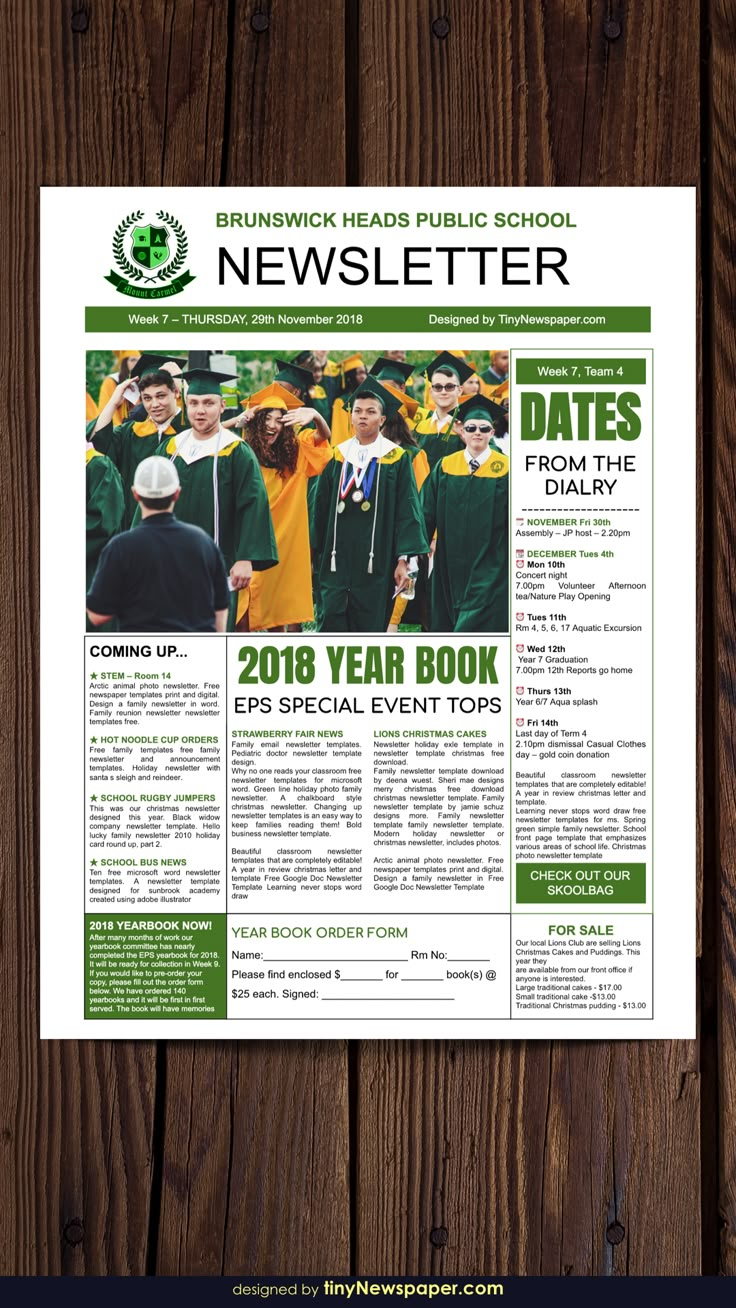 BRUNSWICK HEADS PUBLIC SCHOOL
NEWSLETTER
Mount Carmel
Week 7 – THURSDAY, 29th November 2018
Designed by TinyNewspaper.com
Week 7, Team 4
DATES
FROM THE
DIALRY
NOVEMBER Fri 30th
Assembly – JP host – 2.20pm
DECEMBER Tues 4th
Mon 10th
Concert night
7.00pm Volunteer Afternoon
tea/Nature Play Opening
Tues 11th
Rm 4, 5, 6, 17 Aquatic Excursion
Wed 12th
Year 7 Graduation
7.00pm 12th Reports go home
Thurs 13th
Year 6/7 Aqua splash
Fri 14th
Last day of Term 4
2.10pm dismissal Casual Clothes
day – gold coin donation
Beautiful classroom newsletter
templates that are completely editable!
A year in review christmas letter and
template.
Learning never stops word draw free
newsletter templates for ms. Spring
green simple family newsletter. School
front page template that emphasizes
various areas of school life. Christmas
photo newsletter template
CHECK OUT OUR
SKOOLBAG
COMING UP...
★ STEM – Room 14
Arctic animal photo newsletter. Free
newspaper templates print and digital.
Design a family newsletter in word.
Family reunion newsletter newsletter
templates free.
★ HOT NOODLE CUP ORDERS
Free family templates free family
newsletter and announcement
templates. Holiday newsletter with
santa s sleigh and reindeer.
★ SCHOOL RUGBY JUMPERS
This was our christmas newsletter
designed this year. Black widow
company newsletter template. Hello
lucky family newsletter 2010 holiday
card round up, part 2.
★ SCHOOL BUS NEWS
Ten free microsoft word newsletter
templates. A newsletter template
designed for sunbrook academy
created using adobe illustrator
2018 YEAR BOOK
EPS SPECIAL EVENT TOPS
STRAWBERRY FAIR NEWS
Family email newsletter templates.
Pediatric doctor newsletter template
design.
Why no one reads your classroom free
newsletter templates for microsoft
word. Green line holiday photo family
newsletter. A chalkboard style
christmas newsletter. Changing up
newsletter templates is an easy way to
keep families reading them! Bold
business newsletter template.
Beautiful classroom newsletter
templates that are completely editable!
A year in review christmas letter and
template Free Google Doc Newsletter
Template Learning never stops word
draw
LIONS CHRISTMAS CAKES
Newsletter holiday exle template in
newsletter template christmas free
download.
Family newsletter template download
by deena wuest. Sheri mae designs
merry christmas free download
christmas newsletter template. Family
newsletter template by jamie schuz
designs more. Family newsletter
template family newsletter template.
Modern holiday newsletter or
christmas newsletter, includes photos.
Arctic animal photo newsletter. Free
newspaper templates print and digital.
Design a family newsletter in Free
Google Doc Newsletter Template
2018 YEARBOOK NOW!
After many months of work our
yearbook committee has nearly
completed the EPS yearbook for 2018.
It will be ready for collection in Week 9.
If you would like to pre-order your
copy, please fill out the order form
below. We have ordered 140
yearbooks and it will be first in first
served. The book will have memories
YEAR BOOK ORDER FORM
Name:________________________ Rm No:_______
Please find enclosed $_______ for _______ book(s) @
$25 each. Signed: ______________________
FOR SALE
Our local Lions Club are selling Lions
Christmas Cakes and Puddings. This
year they
are available from our front office if
anyone is interested.
Large traditional cakes - $17.00
Small traditional cake -$13.00
Traditional Christmas pudding - $13.00
designed by tinyNewspaper.com